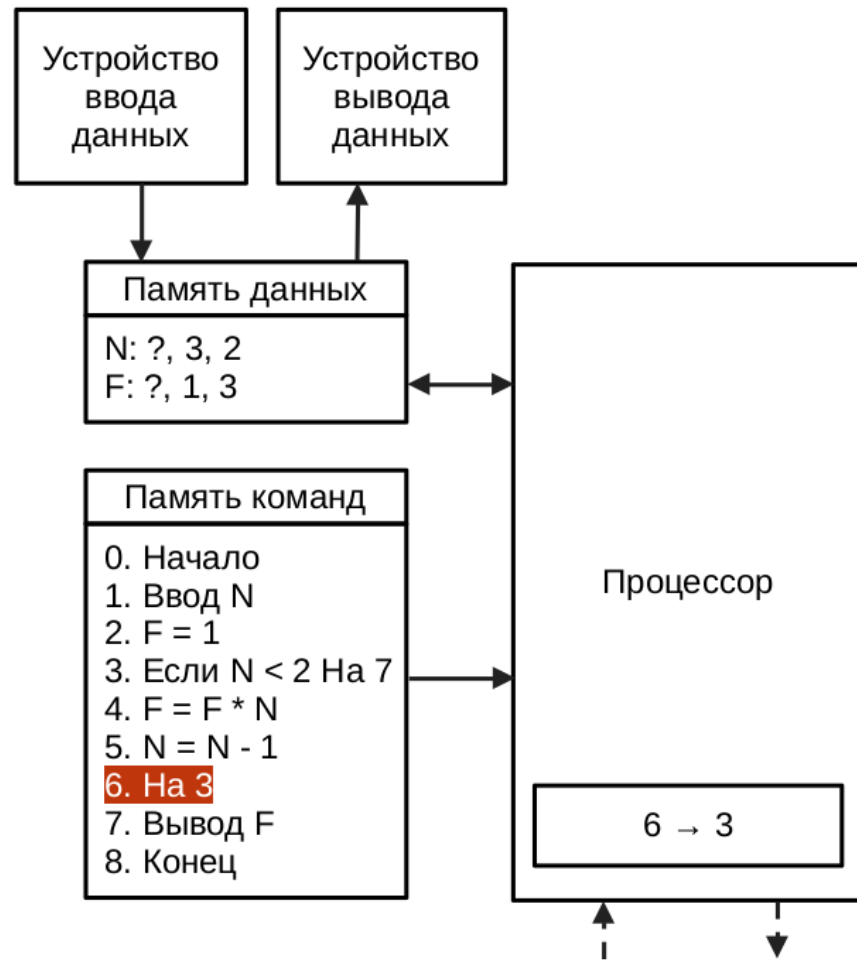 Устройство
ввода
данных
Устройство
вывода
данных
Память данных
N: ?, 3, 2
F: ?, 1, 3
Память команд
0. Начало
1. Ввод N
2. F = 1
3. Если N < 2 На 7
4. F = F * N
5. N = N - 1
6. На 3
7. Вывод F
8. Конец
Процессор
6 → 3